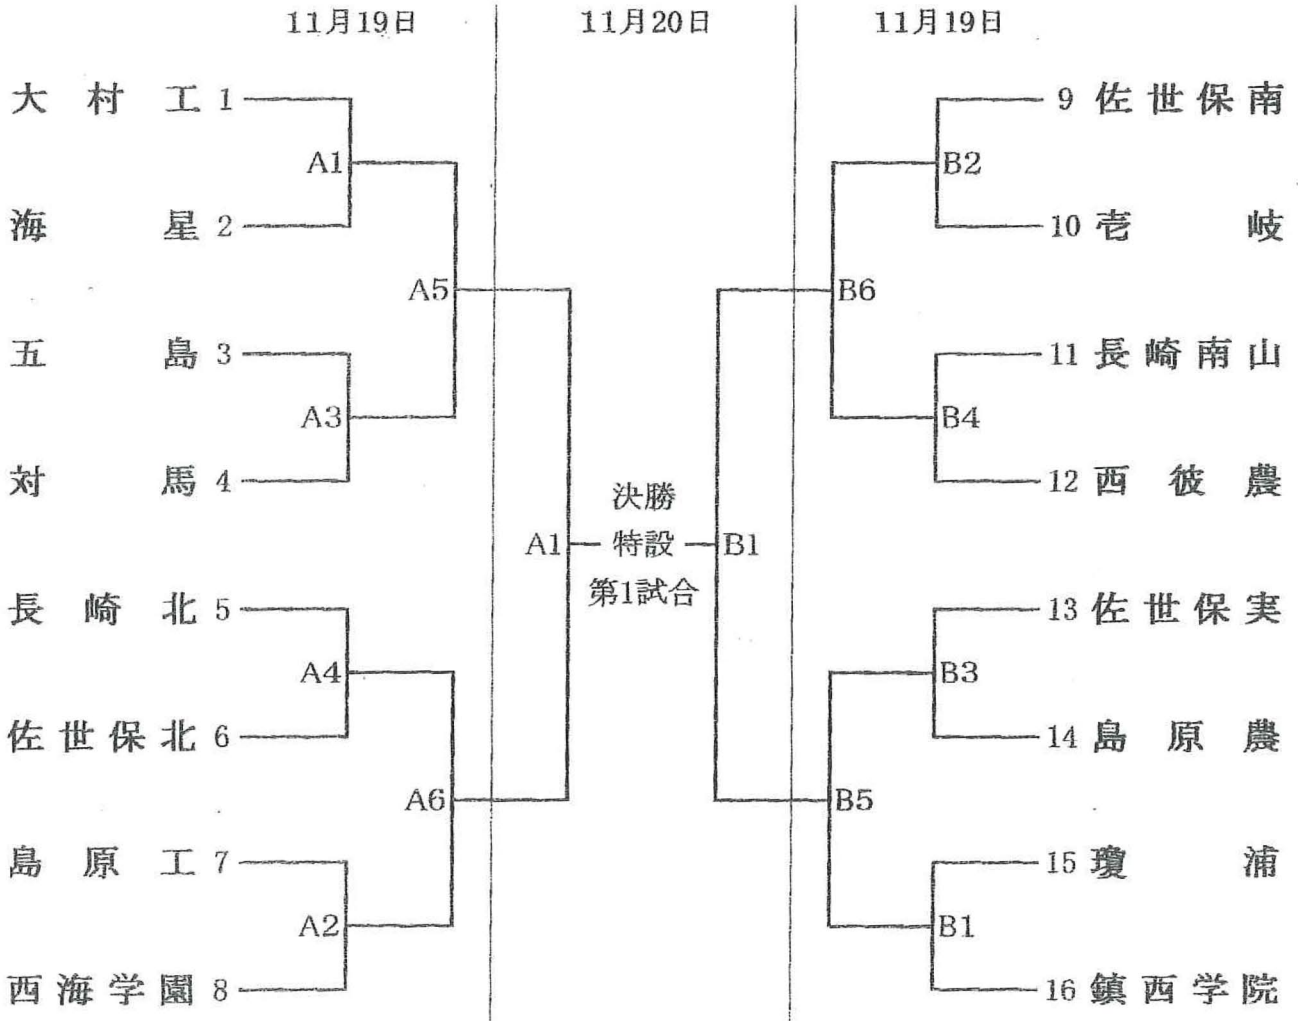 11月19日 11月20日 11月19日
大村工 1 9 佐世保南
A1 B2
海星 2 10 壱岐
A5 B6
五島 3 11 長崎南山
A3 B4
対馬 4 12 西彼農
決勝
A1 特設 B1
第1試合
長崎北 5 13 佐世保実
A4 B3
佐世保北 6 14 島原農
A6 B5
島原工 7 15 瓊浦
A2 B1
西海学園 8 16 鎮西学院